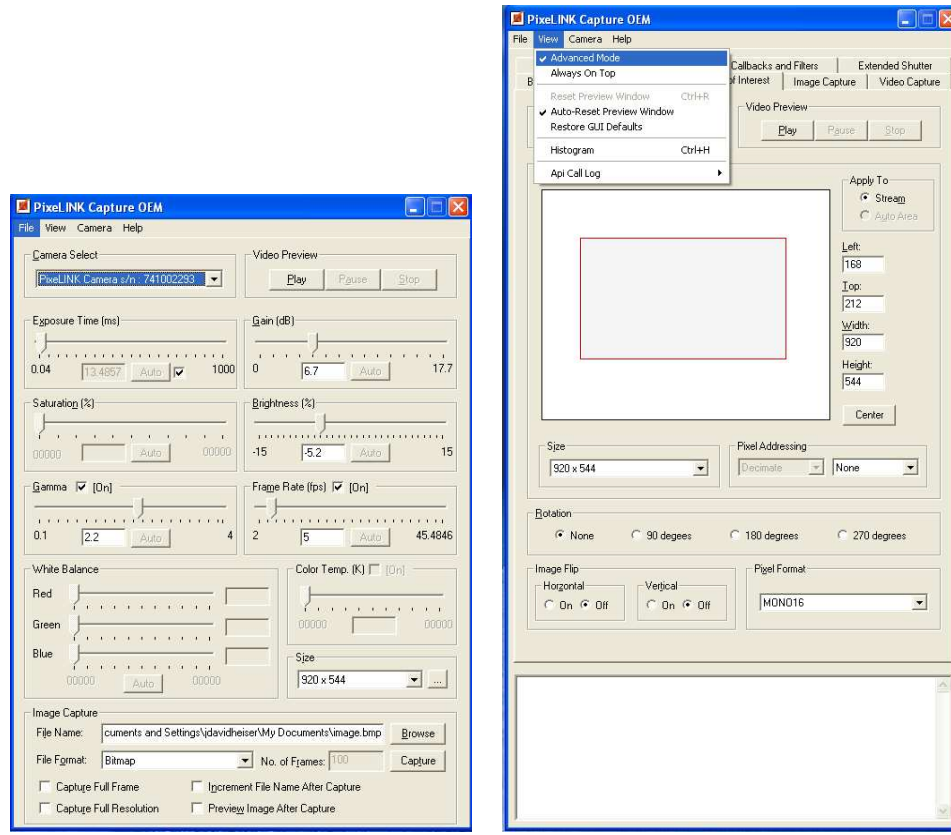 PixeLINK Capture OEM
File View Camera Help
Camera Select
PixeLINK Camera s/n : 741002293
Video Preview
Play Pause Stop
Exposure Time (ms)
0.04 13.4857 Auto 1000
Gain (dB)
0 6.7 Auto 17.7
Saturation (%)
00000 Auto 00000
Brightness (%)
-15 -5.2 Auto 15
Gamma [On]
0.1 2.2 Auto 4
Frame Rate (fps) [On]
2 5 Auto 45.4846
White Balance
Red
Green
Blue
00000 Auto 00000
Color Temp. (K) [On]
00000 00000
Size
920 x 544 ...
Image Capture
File Name: cuments and Settings\jdavidheiser\My Documents\image.bmp Browse
File Format: Bitmap No. of Frames: 100 Capture
Capture Full Frame Increment File Name After Capture
Capture Full Resolution Preview Image After Capture
PixeLINK Capture OEM
File View Camera Help
Advanced Mode
Always On Top
Reset Preview Window Ctrl+R
Auto-Reset Preview Window
Restore GUI Defaults
Histogram Ctrl+H
Api Call Log
Callbacks and Filters Extended Shutter
B of Interest Image Capture Video Capture
Video Preview
Play Pause Stop
Apply To
Stream
Auto Area
Left:
168
Top:
212
Width:
920
Height:
544
Center
Size
920 x 544
Pixel Addressing
Decimate None
Rotation
None 90 degees 180 degrees 270 degrees
Image Flip
Horzontal
On Off
Vertical
On Off
Pixel Format
MONO16